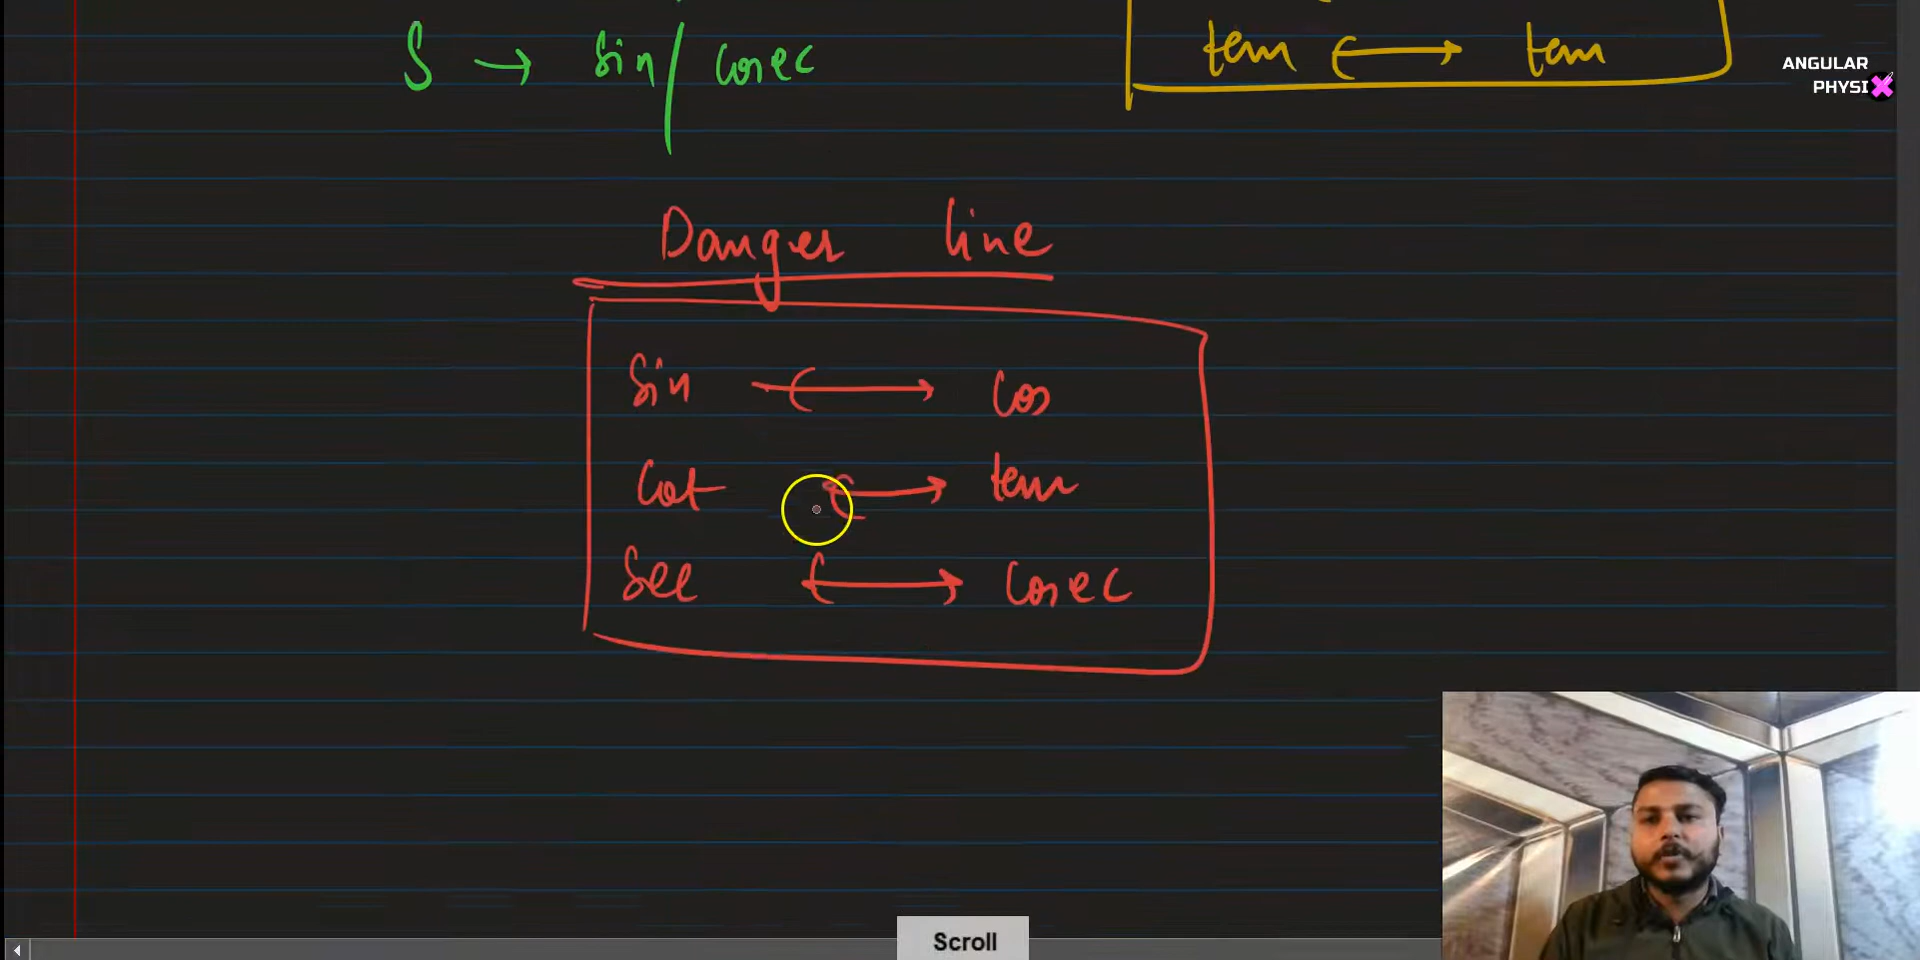 S → sin / cosec
tan ↔ tan
ANGULAR
PHYSI
Danger line
Sin ↔ Cos
Cot ↔ tan
Sec ↔ Cosec
Scroll